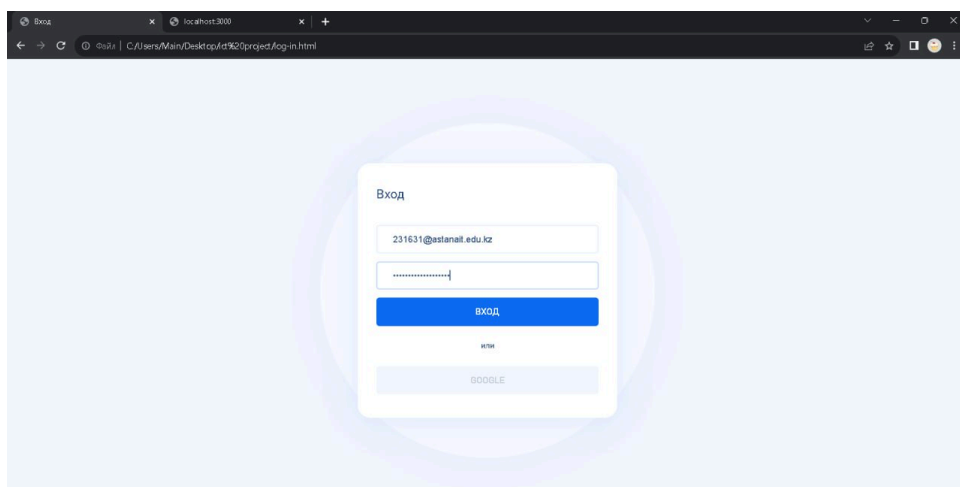 Вход
localhost:3000
Файл | C:/Users/Main/Desktop/ict%20project/log-in.html
Вход
231631@astanait.edu.kz
ВХОД
или
GOOGLE